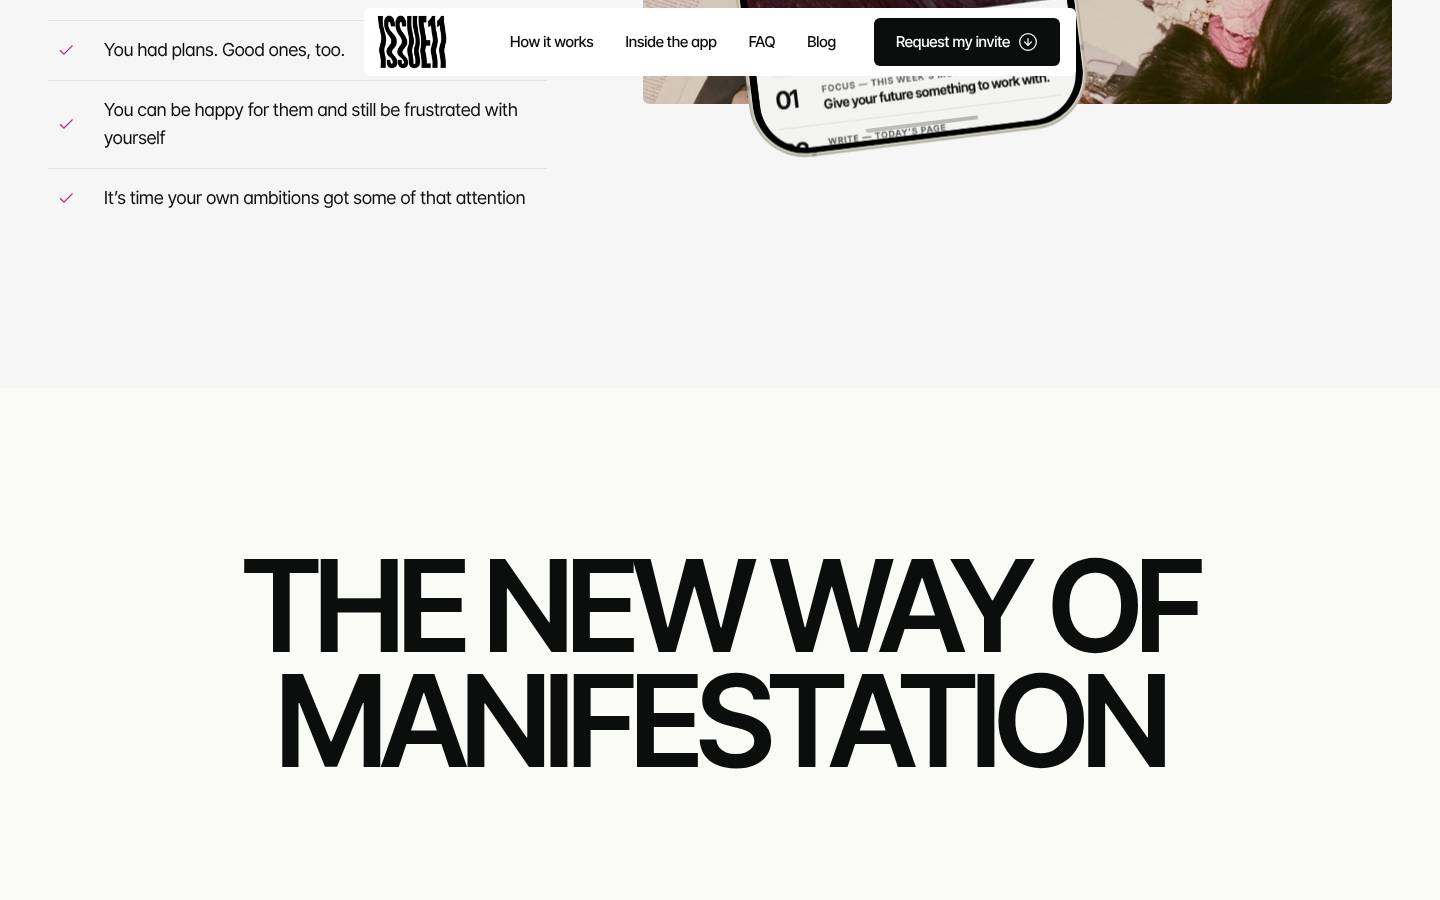 ISSUE11
How it works
Inside the app
FAQ
Blog
Request my invite
You had plans. Good ones, too.
You can be happy for them and still be frustrated with
yourself
It’s time your own ambitions got some of that attention
01
FOCUS — THIS WEEK'S
Give your future something to work with.
WRITE — TODAY'S PAGE
THE NEW WAY OF
MANIFESTATION